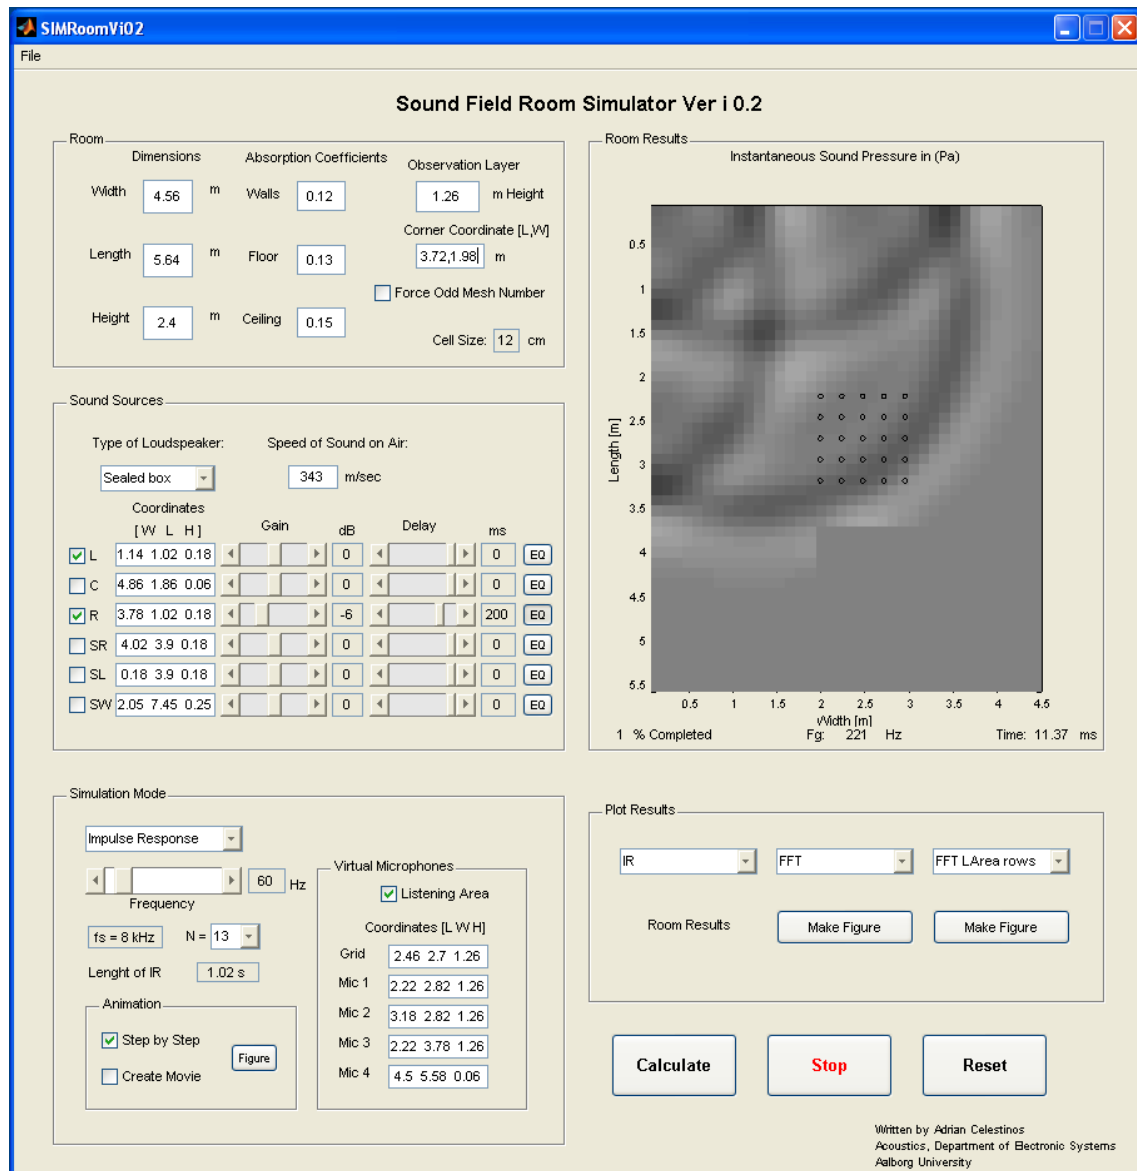 SIMRoomVi02
File
Sound Field Room Simulator Ver i 0.2
Room
Dimensions Absorption Coefficients Observation Layer
Width 4.56 m Walls 0.12 1.26 m Height
Corner Coordinate [L,W]
Length 5.64 m Floor 0.13 3.72,1.98 m
Force Odd Mesh Number
Height 2.4 m Ceiling 0.15
Cell Size: 12 cm
Sound Sources
Type of Loudspeaker: Speed of Sound on Air:
Sealed box 343 m/sec
Coordinates
[ W L H ] Gain dB Delay ms
L 1.14 1.02 0.18 0 0 EQ
C 4.86 1.86 0.06 0 0 EQ
R 3.78 1.02 0.18 -6 200 EQ
SR 4.02 3.9 0.18 0 0 EQ
SL 0.18 3.9 0.18 0 0 EQ
SW 2.05 7.45 0.25 0 0 EQ
Room Results
Instantaneous Sound Pressure in (Pa)
0.5
1
1.5
2
2.5
3
3.5
4
4.5
5
5.5
Length [m]
0.5 1 1.5 2 2.5 3 3.5 4 4.5
Width [m]
1 % Completed Fg: 221 Hz Time: 11.37 ms
Simulation Mode
Impulse Response
60 Hz
Frequency
fs = 8 kHz N = 13
Lenght of IR 1.02 s
Animation
Step by Step
Figure
Create Movie
Virtual Microphones
Listening Area
Coordinates [L W H]
Grid 2.46 2.7 1.26
Mic 1 2.22 2.82 1.26
Mic 2 3.18 2.82 1.26
Mic 3 2.22 3.78 1.26
Mic 4 4.5 5.58 0.06
Plot Results
IR FFT FFT LArea rows
Room Results Make Figure Make Figure
Calculate Stop Reset
Written by Adrian Celestinos
Acoustics, Department of Electronic Systems
Aalborg University